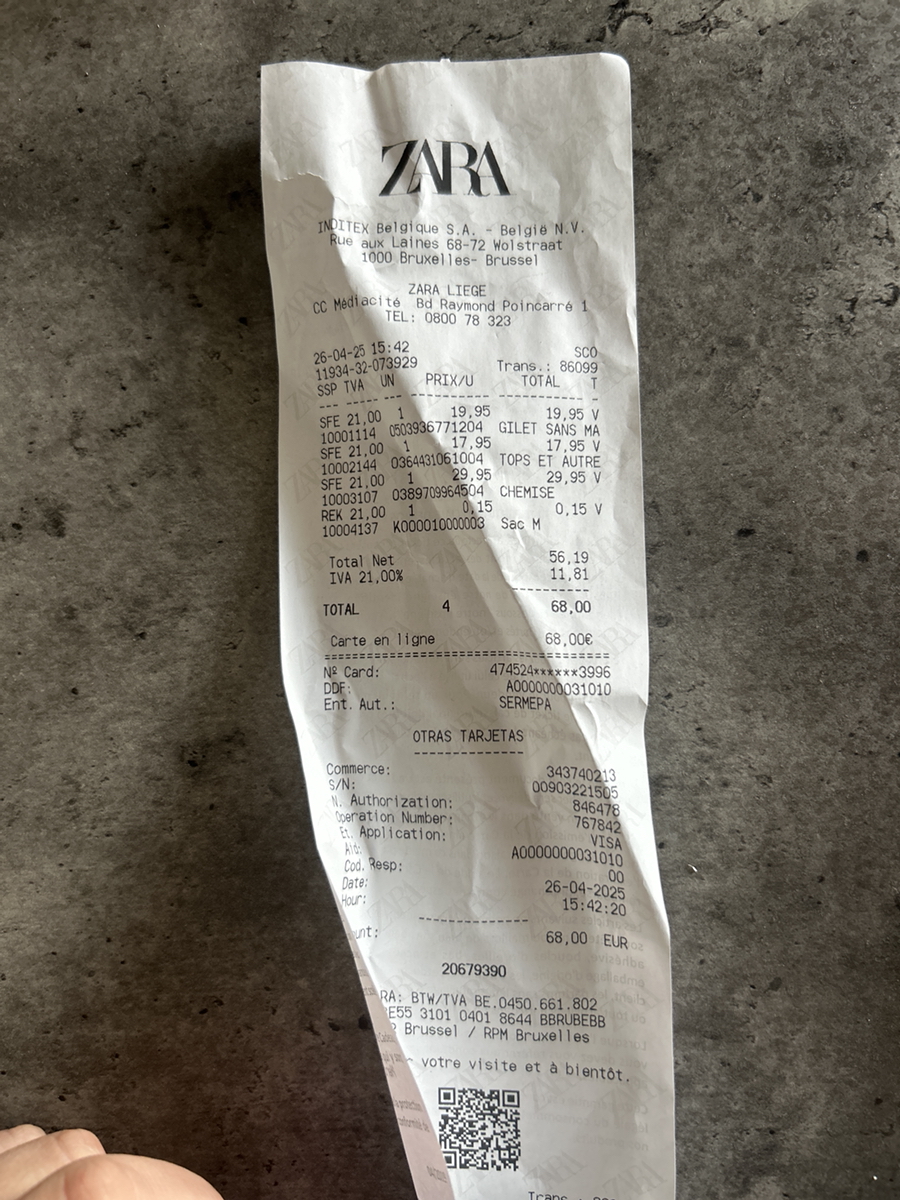 ZARA
INDITEX Belgique S.A. - België N.V.
Rue aux Laines 68-72 Wolstraat
1000 Bruxelles- Brussel
ZARA LIEGE
CC Médiacité Bd Raymond Poincarré 1
TEL: 0800 78 323
26-04-25 15:42 SCO
11934-32-073929 Trans.: 86099
SSP TVA UN PRIX/U TOTAL T
SFE 21,00 1 19,95 19,95 V
10001114 0503936771204 GILET SANS MA
SFE 21,00 1 17,95 17,95 V
10002144 0364431061004 TOPS ET AUTRE
SFE 21,00 1 29,95 29,95 V
10003107 0389709964504 CHEMISE
REK 21,00 1 0,15 0,15 V
10004137 K000010000003 Sac M
Total Net 56,19
IVA 21,00% 11,81
TOTAL 4 68,00
Carte en ligne 68,00€
Nº Card: 474524******3996
DDF: A0000000031010
Ent. Aut.: SERMEPA
OTRAS TARJETAS
Commerce: 343740213
S/N: 00903221505
N. Authorization: 846478
Operation Number: 767842
Et. Application: VISA
Aid: A0000000031010
Cod. Resp: 00
Date: 26-04-2025
Hour: 15:42:20
unt: 68,00 EUR
20679390
RA: BTW/TVA BE.0450.661.802
E55 3101 0401 8644 BBRUBEBB
Brussel / RPM Bruxelles
votre visite et à bientôt.
Trans.: